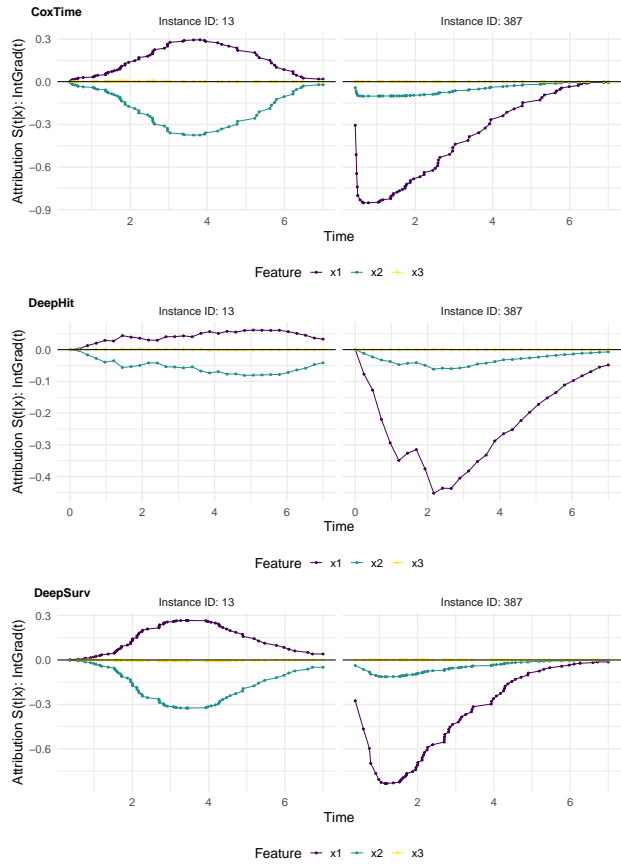 CoxTime
Instance ID: 13
Instance ID: 387
Attribution S(t|x): IntGrad(t)
0.3
0.0
−0.3
−0.6
−0.9
2 4 6
2 4 6
Time
Feature x1 x2 x3
DeepHit
Instance ID: 13
Instance ID: 387
Attribution S(t|x): IntGrad(t)
0.0
−0.1
−0.2
−0.3
−0.4
0 2 4 6
0 2 4 6
Time
Feature x1 x2 x3
DeepSurv
Instance ID: 13
Instance ID: 387
Attribution S(t|x): IntGrad(t)
0.3
0.0
−0.3
−0.6
2 4 6
2 4 6
Time
Feature x1 x2 x3